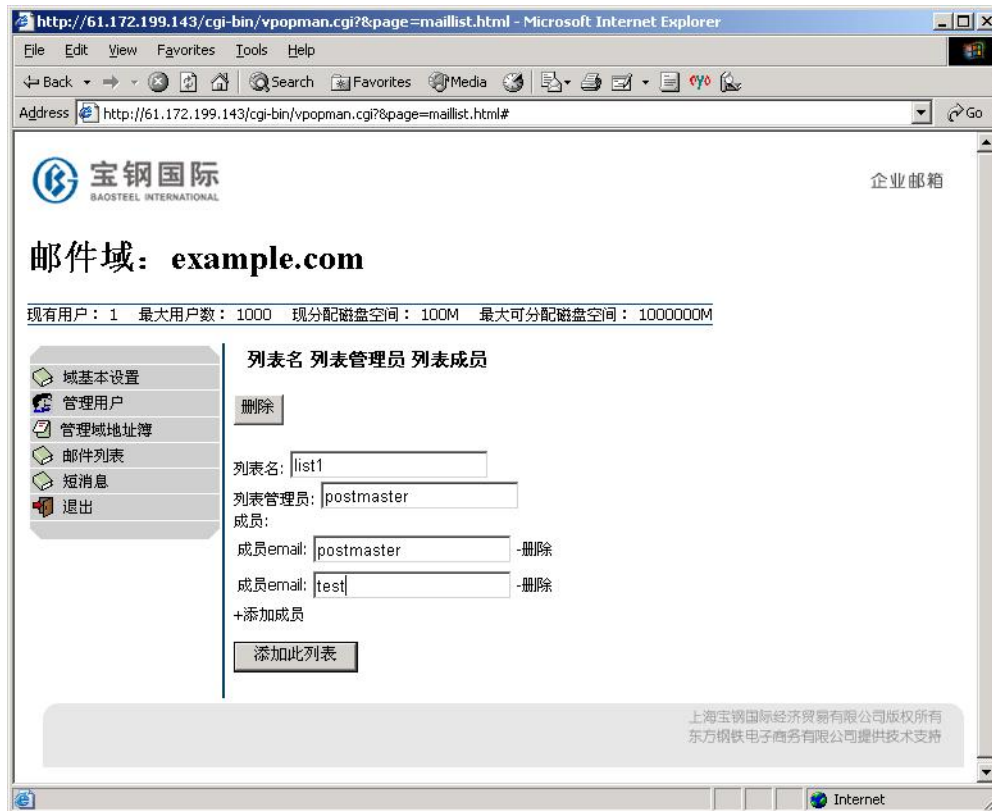 http://61.172.199.143/cgi-bin/vpopman.cgi?&page=maillist.html - Microsoft Internet Explorer
File Edit View Favorites Tools Help
Back Search Favorites Media
Address http://61.172.199.143/cgi-bin/vpopman.cgi?&page=maillist.html# Go
宝钢国际
BAOSTEEL INTERNATIONAL
企业邮箱
邮件域：example.com
现有用户：1 最大用户数：1000 现分配磁盘空间：100M 最大可分配磁盘空间：1000000M
列表名 列表管理员 列表成员
域基本设置
管理用户
管理域地址簿
邮件列表
短消息
退出
删除
列表名: list1
列表管理员: postmaster
成员:
成员email: postmaster -删除
成员email: test -删除
+添加成员
添加此列表
上海宝钢国际经济贸易有限公司版权所有
东方钢铁电子商务有限公司提供技术支持
Internet